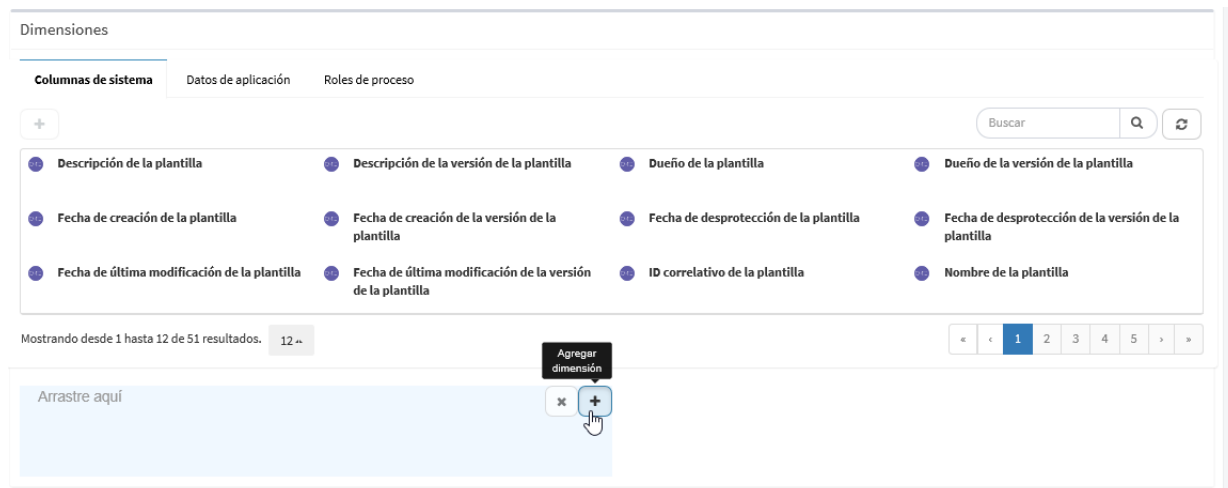 Dimensiones
Columnas de sistema Datos de aplicación Roles de proceso
Buscar
Descripción de la plantilla Descripción de la versión de la plantilla Dueño de la plantilla Dueño de la versión de la plantilla
Fecha de creación de la plantilla Fecha de creación de la versión de la Fecha de desprotección de la plantilla Fecha de desprotección de la versión de la
plantilla plantilla
Fecha de última modificación de la plantilla Fecha de última modificación de la versión ID correlativo de la plantilla Nombre de la plantilla
de la plantilla
Mostrando desde 1 hasta 12 de 51 resultados. 12 « ‹ 1 2 3 4 5 › »
Agregar
dimensión
Arrastre aquí